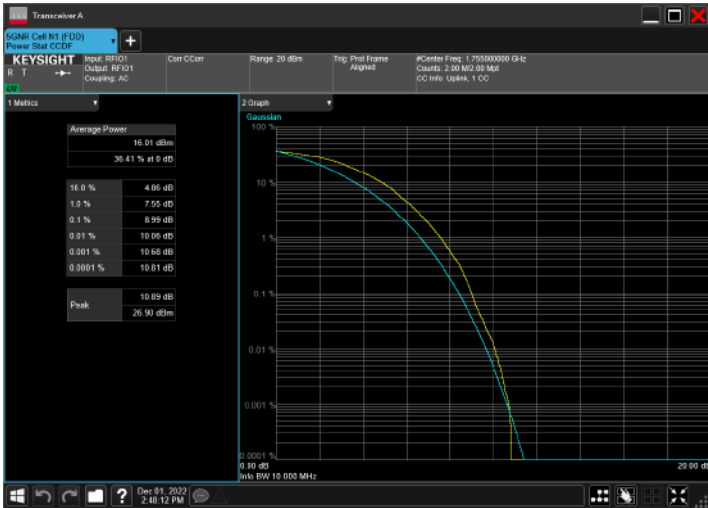 Transceiver A
5GNR Cell N1 (FDD)
Power Stat CCDF
KEYSIGHT
R T
Input: RFIO1
Output: RFIO1
Coupling: AC
Corr CCorr
Range: 20 dBm
Trig: Prot Frame
Aligned
#Center Freq: 1.755000000 GHz
Counts: 2.00 M/2.00 Mpt
CC Info: Uplink, 1 CC
1 Metrics
Average Power
16.01 dBm
36.41 % at 0 dB
10.0 % 4.06 dB
1.0 % 7.55 dB
0.1 % 8.99 dB
0.01 % 10.06 dB
0.001 % 10.68 dB
0.0001 % 10.81 dB
Peak
10.89 dB
26.90 dBm
2 Graph
Gaussian
100 %
10 %
1 %
0.1 %
0.01 %
0.001 %
0.0001 %
0.00 dB
20.00 dB
Info BW 10.000 MHz
?
Dec 01, 2022
2:48:12 PM